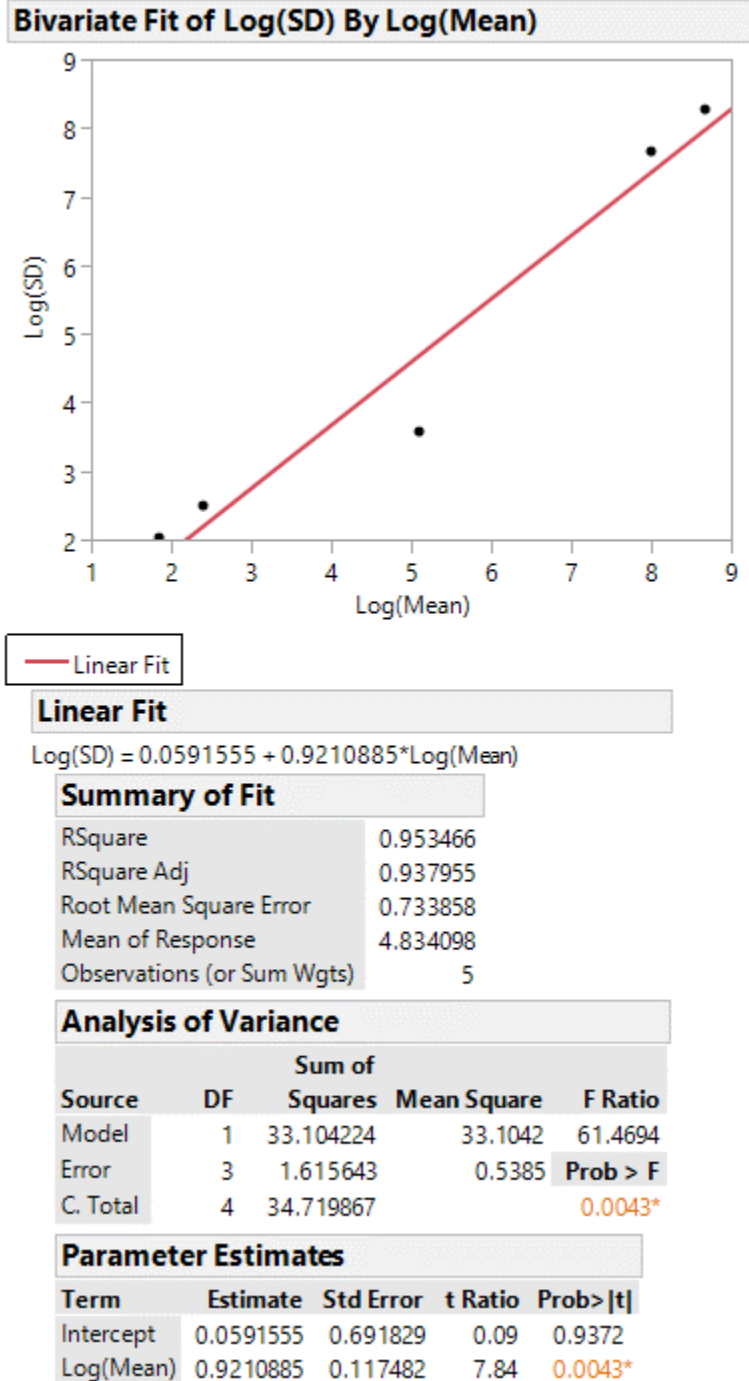 Bivariate Fit of Log(SD) By Log(Mean)
9
8
7
6
5
4
3
2
Log(SD)
1 2 3 4 5 6 7 8 9
Log(Mean)
Linear Fit
Linear Fit
Log(SD) = 0.0591555 + 0.9210885*Log(Mean)
Summary of Fit
RSquare 0.953466
RSquare Adj 0.937955
Root Mean Square Error 0.733858
Mean of Response 4.834098
Observations (or Sum Wgts) 5
Analysis of Variance
Sum of
Source DF Squares Mean Square F Ratio
Model 1 33.104224 33.1042 61.4694
Error 3 1.615643 0.5385 Prob > F
C. Total 4 34.719867 0.0043*
Parameter Estimates
Term Estimate Std Error t Ratio Prob>|t|
Intercept 0.0591555 0.691829 0.09 0.9372
Log(Mean) 0.9210885 0.117482 7.84 0.0043*